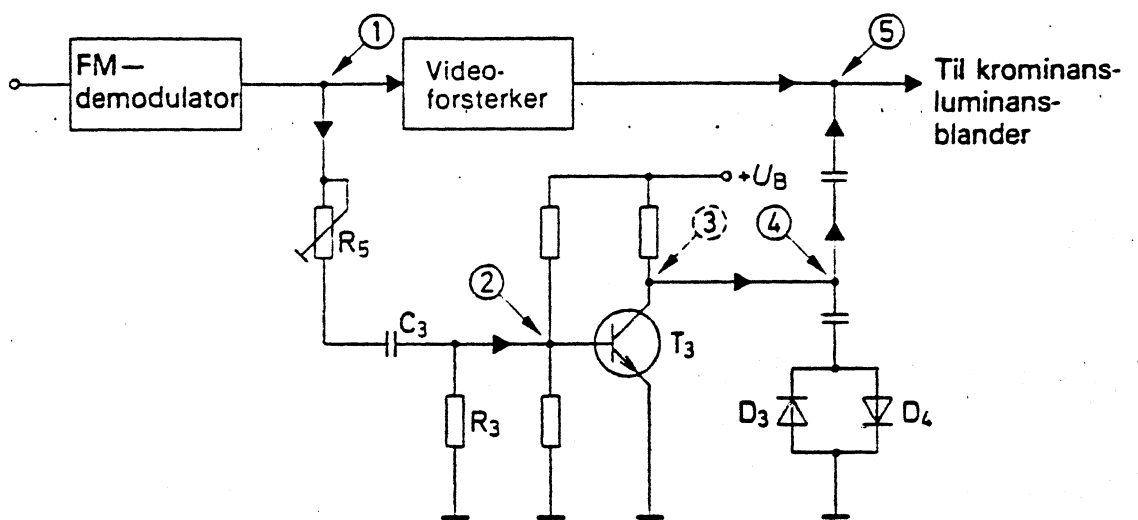 ①
⑤
FM–
demodulator
Video-
forsterker
Til krominans-
luminans-
blander
+U_B
③
④
R5
②
C3
T3
R3
D3
D4